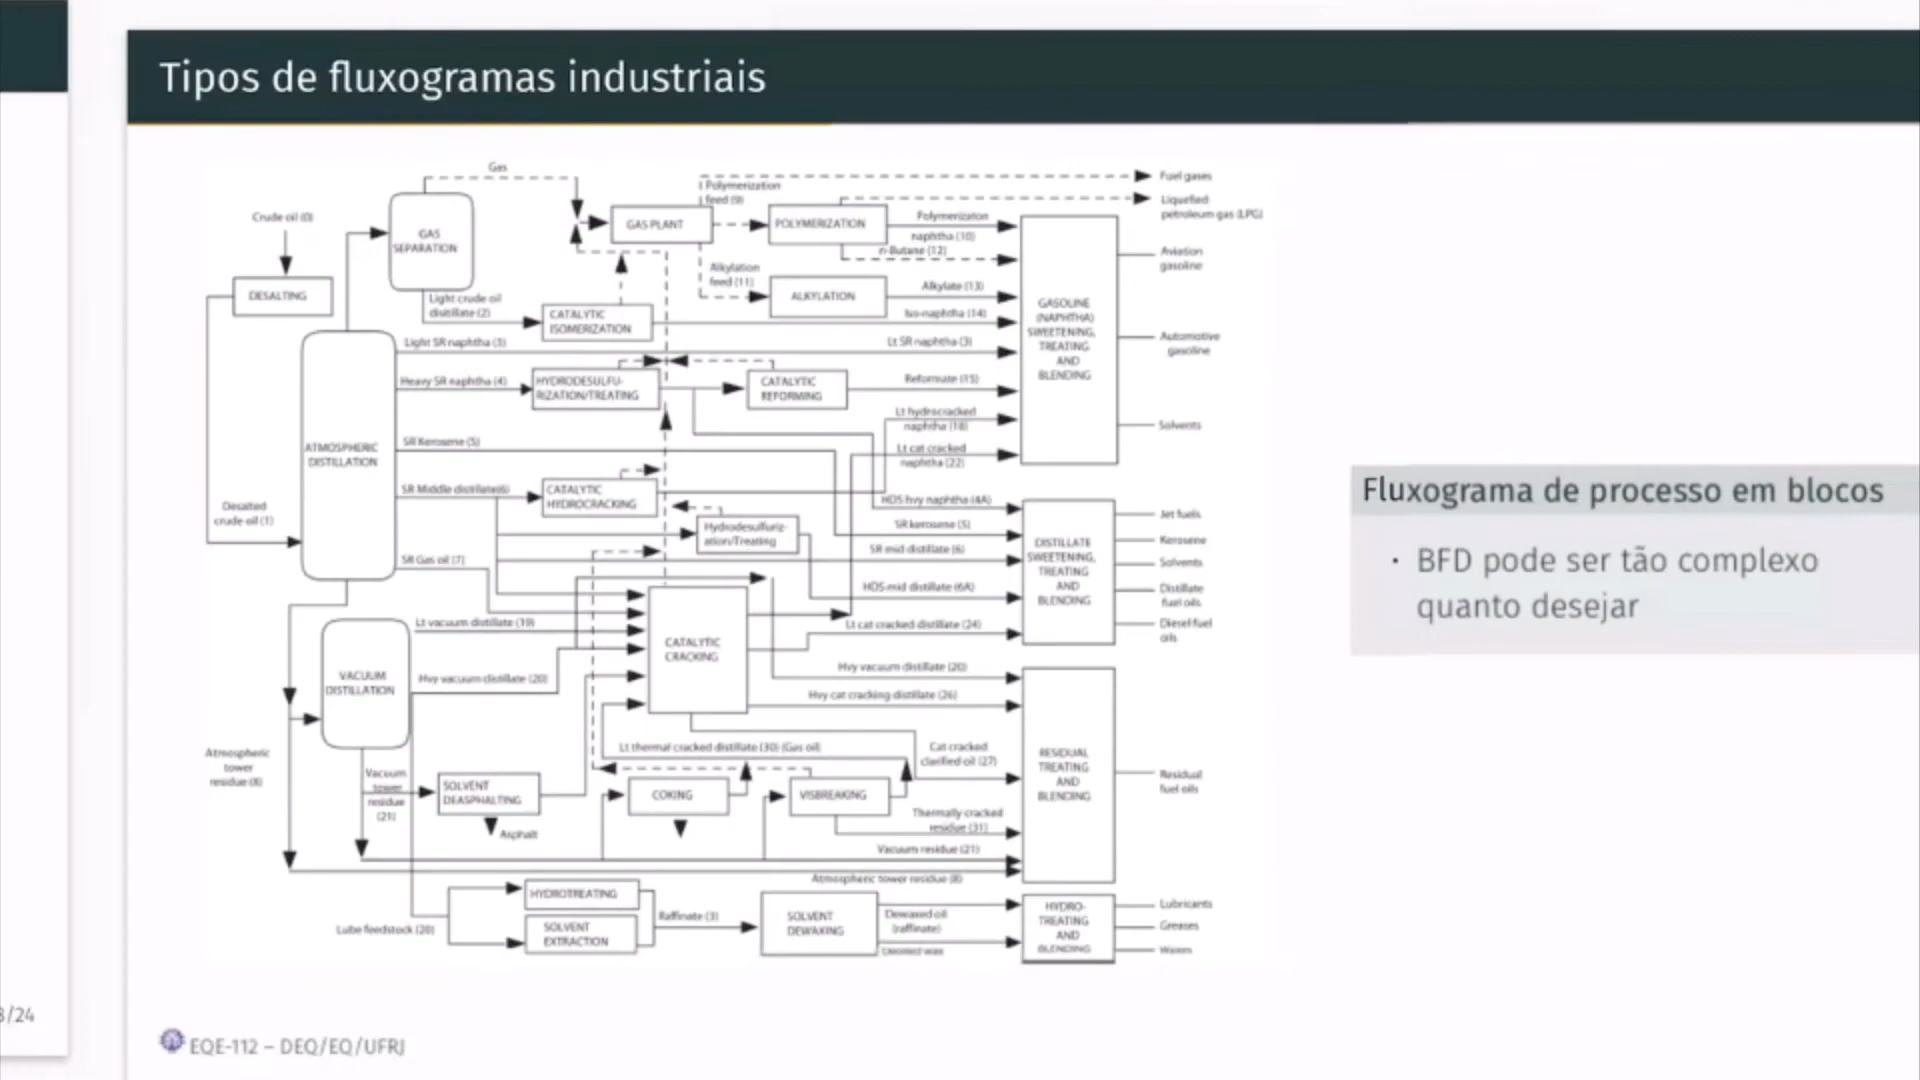 Tipos de fluxogramas industriais
Gas
Crude oil (0)
GAS
SEPARATION
DESALTING
Light crude oil
distillate (2)
Polymerization
feed (9)
GAS PLANT
POLYMERIZATION
Polymerization
naphtha (10)
n-Butane (12)
Fuel gases
Liquefied
petroleum gas (LPG)
Alkylation
feed (11)
ALKYLATION
Alkylate (13)
CATALYTIC
ISOMERIZATION
Iso-naphtha (14)
Light SR naphtha (3)
Lt SR naphtha (3)
Heavy SR naphtha (4)
HYDRODESULFU-
RIZATION/TREATING
CATALYTIC
REFORMING
Reformate (15)
GASOLINE
(NAPHTHA)
SWEETENING,
TREATING
AND
BLENDING
Aviation
gasoline
Automotive
gasoline
Solvents
ATMOSPHERIC
DISTILLATION
SR Kerosene (5)
Lt hydrocracked
naphtha (18)
Lt cat cracked
naphtha (22)
SR Middle distillate(6)
CATALYTIC
HYDROCRACKING
HDS hvy naphtha (4A)
Desalted
crude oil (1)
Hydrodesulfuriz-
ation/Treating
SR kerosene (5)
SR mid distillate (6)
SR Gas oil (7)
HDS mid distillate (6A)
DISTILLATE
SWEETENING,
TREATING
AND
BLENDING
Jet fuels
Kerosene
Solvents
Distillate
fuel oils
Diesel fuel
oils
Lt vacuum distillate (19)
CATALYTIC
CRACKING
Lt cat cracked distillate (24)
VACUUM
DISTILLATION
Hvy vacuum distillate (20)
Hvy vacuum distillate (20)
Hvy cat cracking distillate (26)
Atmospheric
tower
residue (8)
Vacuum
tower
residue
(21)
SOLVENT
DEASPHALTING
Asphalt
Lt thermal cracked distillate (30) (Gas oil)
COKING
VISBREAKING
Cat cracked
clarified oil (27)
Thermally cracked
residue (31)
Vacuum residue (21)
Atmospheric tower residue (8)
RESIDUAL
TREATING
AND
BLENDING
Residual
fuel oils
Lube feedstock (20)
HYDROTREATING
SOLVENT
EXTRACTION
Raffinate (3)
SOLVENT
DEWAXING
Dewaxed oil
(raffinate)
Deoiled wax
HYDRO-
TREATING
AND
BLENDING
Lubricants
Greases
Waxes
Fluxograma de processo em blocos
· BFD pode ser tão complexo
quanto desejar
/24
EQE-112 – DEQ/EQ/UFRJ